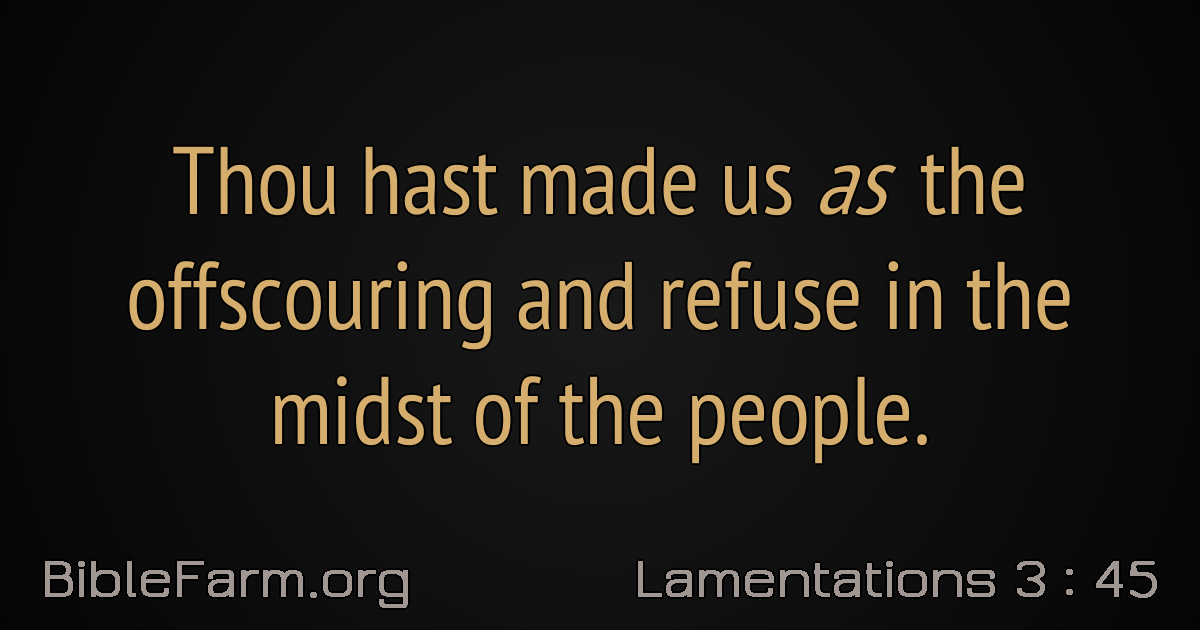 Thou hast made us as the
offscouring and refuse in the
midst of the people.
BibleFarm.org
Lamentations 3 : 45